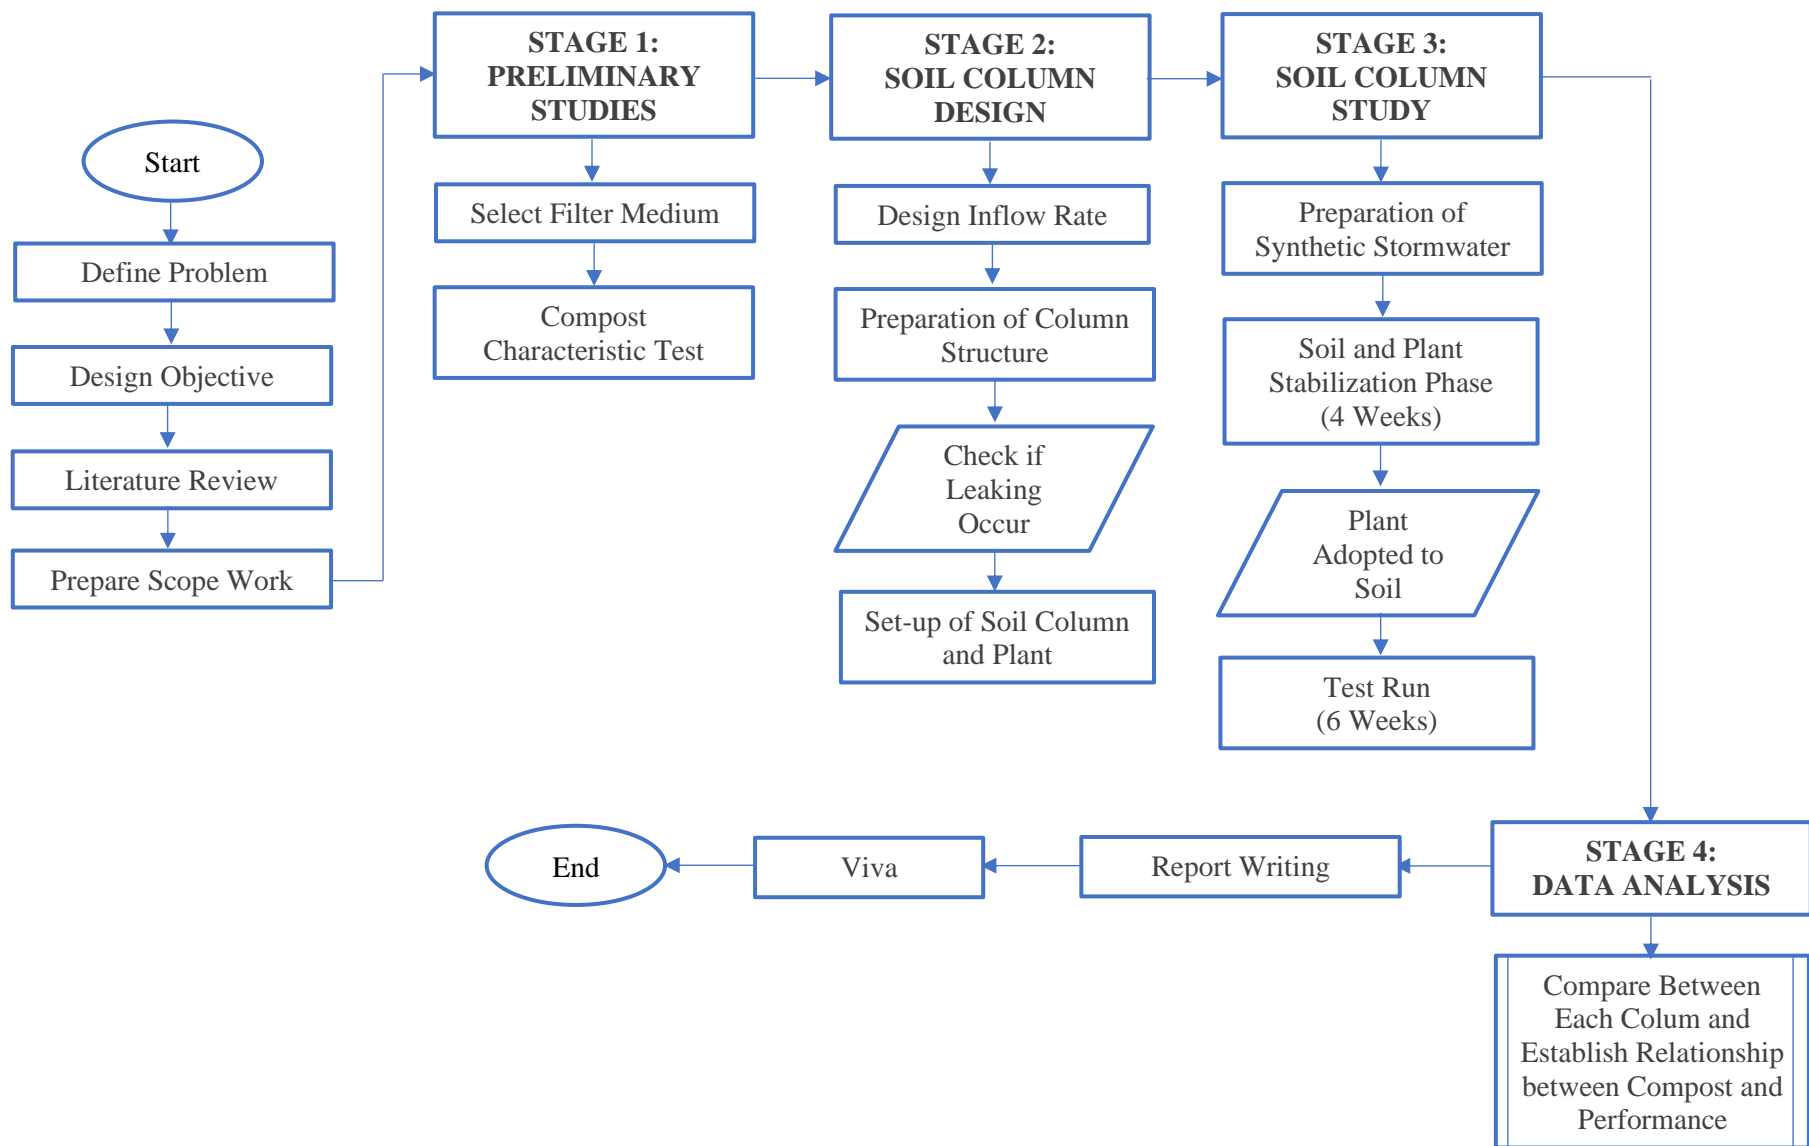 Start
Define Problem
Design Objective
Literature Review
Prepare Scope Work
STAGE 1:
PRELIMINARY
STUDIES
Select Filter Medium
Compost
Characteristic Test
STAGE 2:
SOIL COLUMN
DESIGN
Design Inflow Rate
Preparation of Column
Structure
Check if
Leaking
Occur
Set-up of Soil Column
and Plant
STAGE 3:
SOIL COLUMN
STUDY
Preparation of
Synthetic Stormwater
Soil and Plant
Stabilization Phase
(4 Weeks)
Plant
Adopted to
Soil
Test Run
(6 Weeks)
STAGE 4:
DATA ANALYSIS
Compare Between
Each Colum and
Establish Relationship
between Compost and
Performance
Report Writing
Viva
End